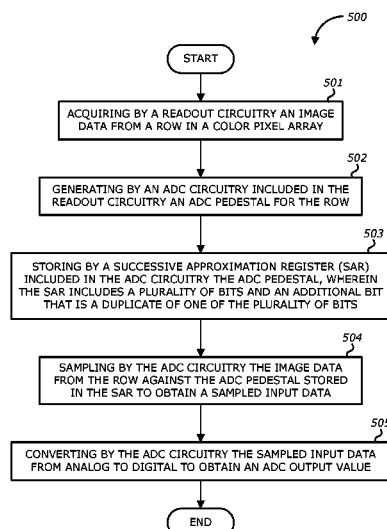 500
START
501
ACQUIRING BY A READOUT CIRCUITRY AN IMAGE
DATA FROM A ROW IN A COLOR PIXEL ARRAY
502
GENERATING BY AN ADC CIRCUITRY INCLUDED IN THE
READOUT CIRCUITRY AN ADC PEDESTAL FOR THE ROW
503
STORING BY A SUCCESSIVE APPROXIMATION REGISTER (SAR)
INCLUDED IN THE ADC CIRCUITRY THE ADC PEDESTAL, WHEREIN
THE SAR INCLUDES A PLURALITY OF BITS AND AN ADDITIONAL BIT
THAT IS A DUPLICATE OF ONE OF THE PLURALITY OF BITS
504
SAMPLING BY THE ADC CIRCUITRY THE IMAGE DATA
FROM THE ROW AGAINST THE ADC PEDESTAL STORED
IN THE SAR TO OBTAIN A SAMPLED INPUT DATA
505
CONVERTING BY THE ADC CIRCUITRY THE SAMPLED INPUT DATA
FROM ANALOG TO DIGITAL TO OBTAIN AN ADC OUTPUT VALUE
END